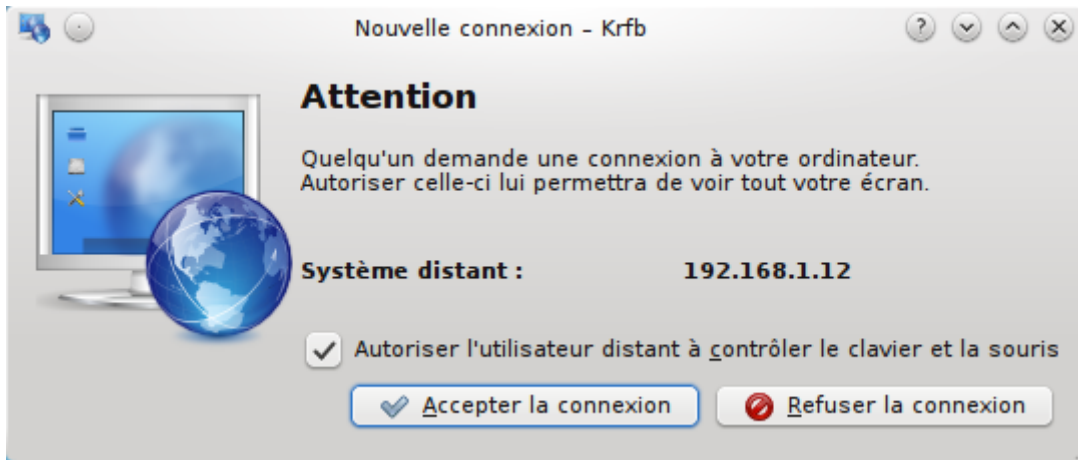 Nouvelle connexion – Krfb
Attention
Quelqu'un demande une connexion à votre ordinateur.
Autoriser celle-ci lui permettra de voir tout votre écran.
Système distant : 192.168.1.12
Autoriser l'utilisateur distant à contrôler le clavier et la souris
Accepter la connexion Refuser la connexion